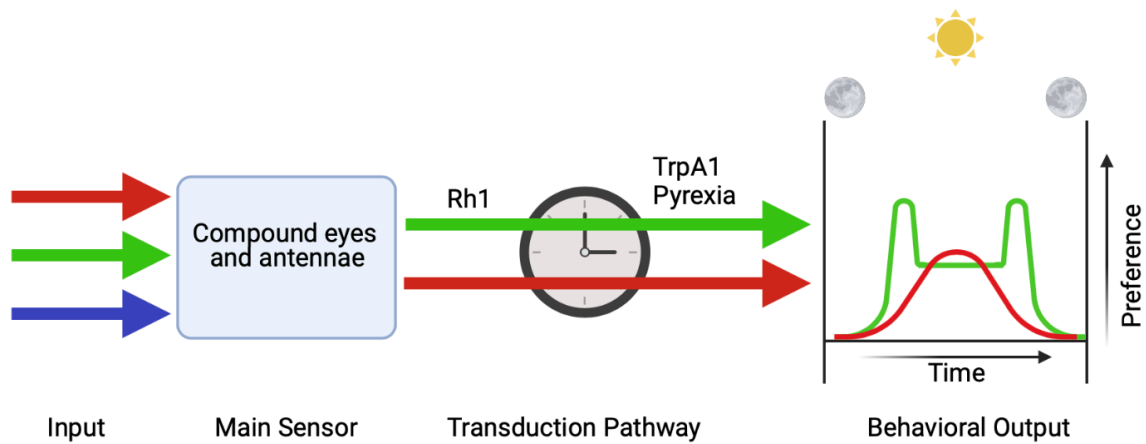 Compound eyes
and antennae
Rh1
TrpA1
Pyrexia
Preference
Time
Input
Main Sensor
Transduction Pathway
Behavioral Output